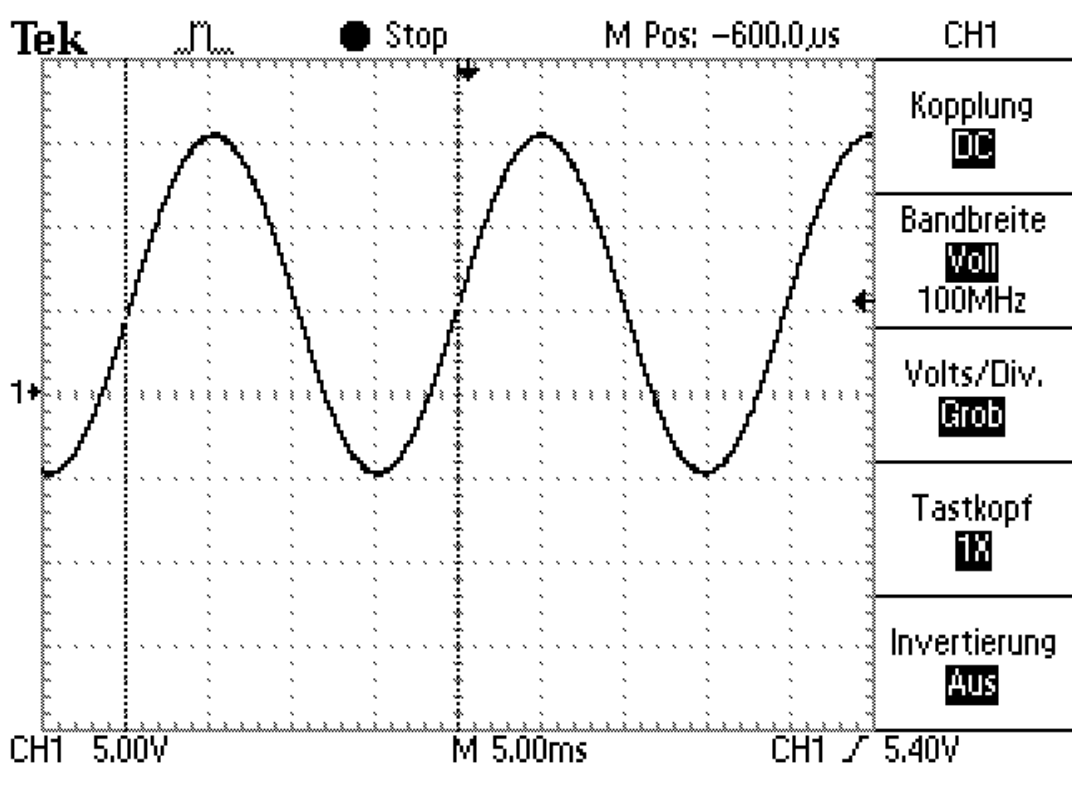 Tek Stop M Pos: -600.0µs CH1
Kopplung
DC
Bandbreite
Voll
100MHz
Volts/Div.
Grob
1
Tastkopf
1X
Invertierung
Aus
CH1 5.00V M 5.00ms CH1 5.40V